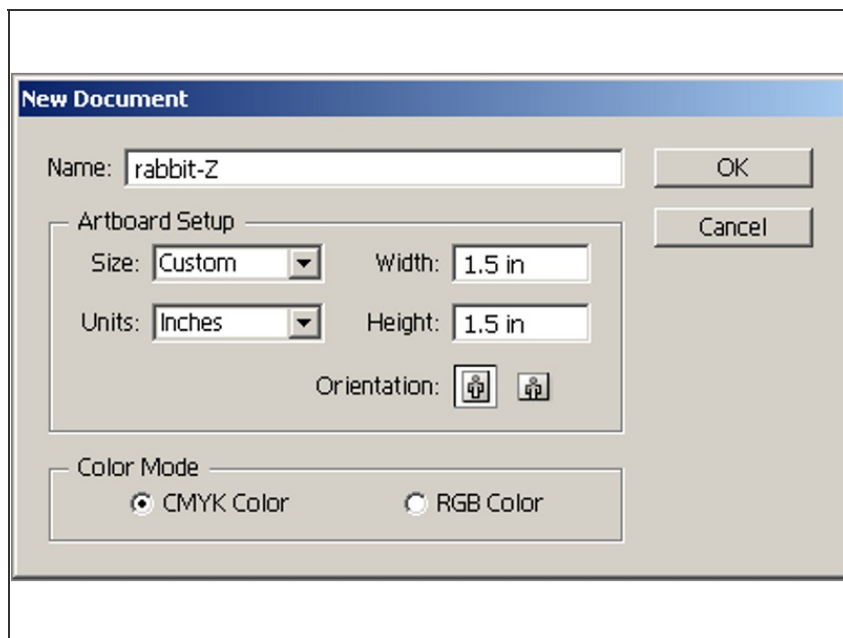 New Document
Name: rabbit-Z
OK
Artboard Setup
Cancel
Size: Custom Width: 1.5 in
Units: Inches Height: 1.5 in
Orientation:
Color Mode
CMYK Color RGB Color